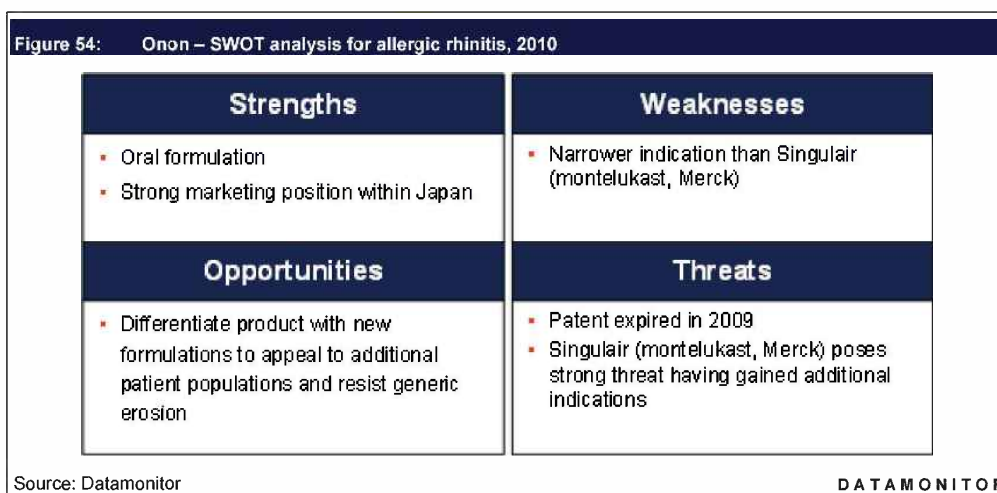 Figure 54: Onon – SWOT analysis for allergic rhinitis, 2010
Strengths
▪ Oral formulation
▪ Strong marketing position within Japan
Weaknesses
▪ Narrower indication than Singulair
(montelukast, Merck)
Opportunities
▪ Differentiate product with new
formulations to appeal to additional
patient populations and resist generic
erosion
Threats
▪ Patent expired in 2009
▪ Singulair (montelukast, Merck) poses
strong threat having gained additional
indications
Source: Datamonitor
DATAMONITOR